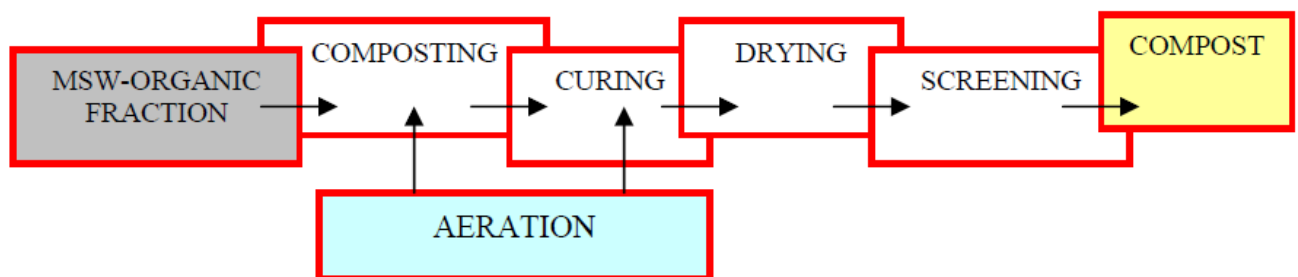 MSW-ORGANIC
FRACTION
COMPOSTING
CURING
DRYING
SCREENING
COMPOST
AERATION